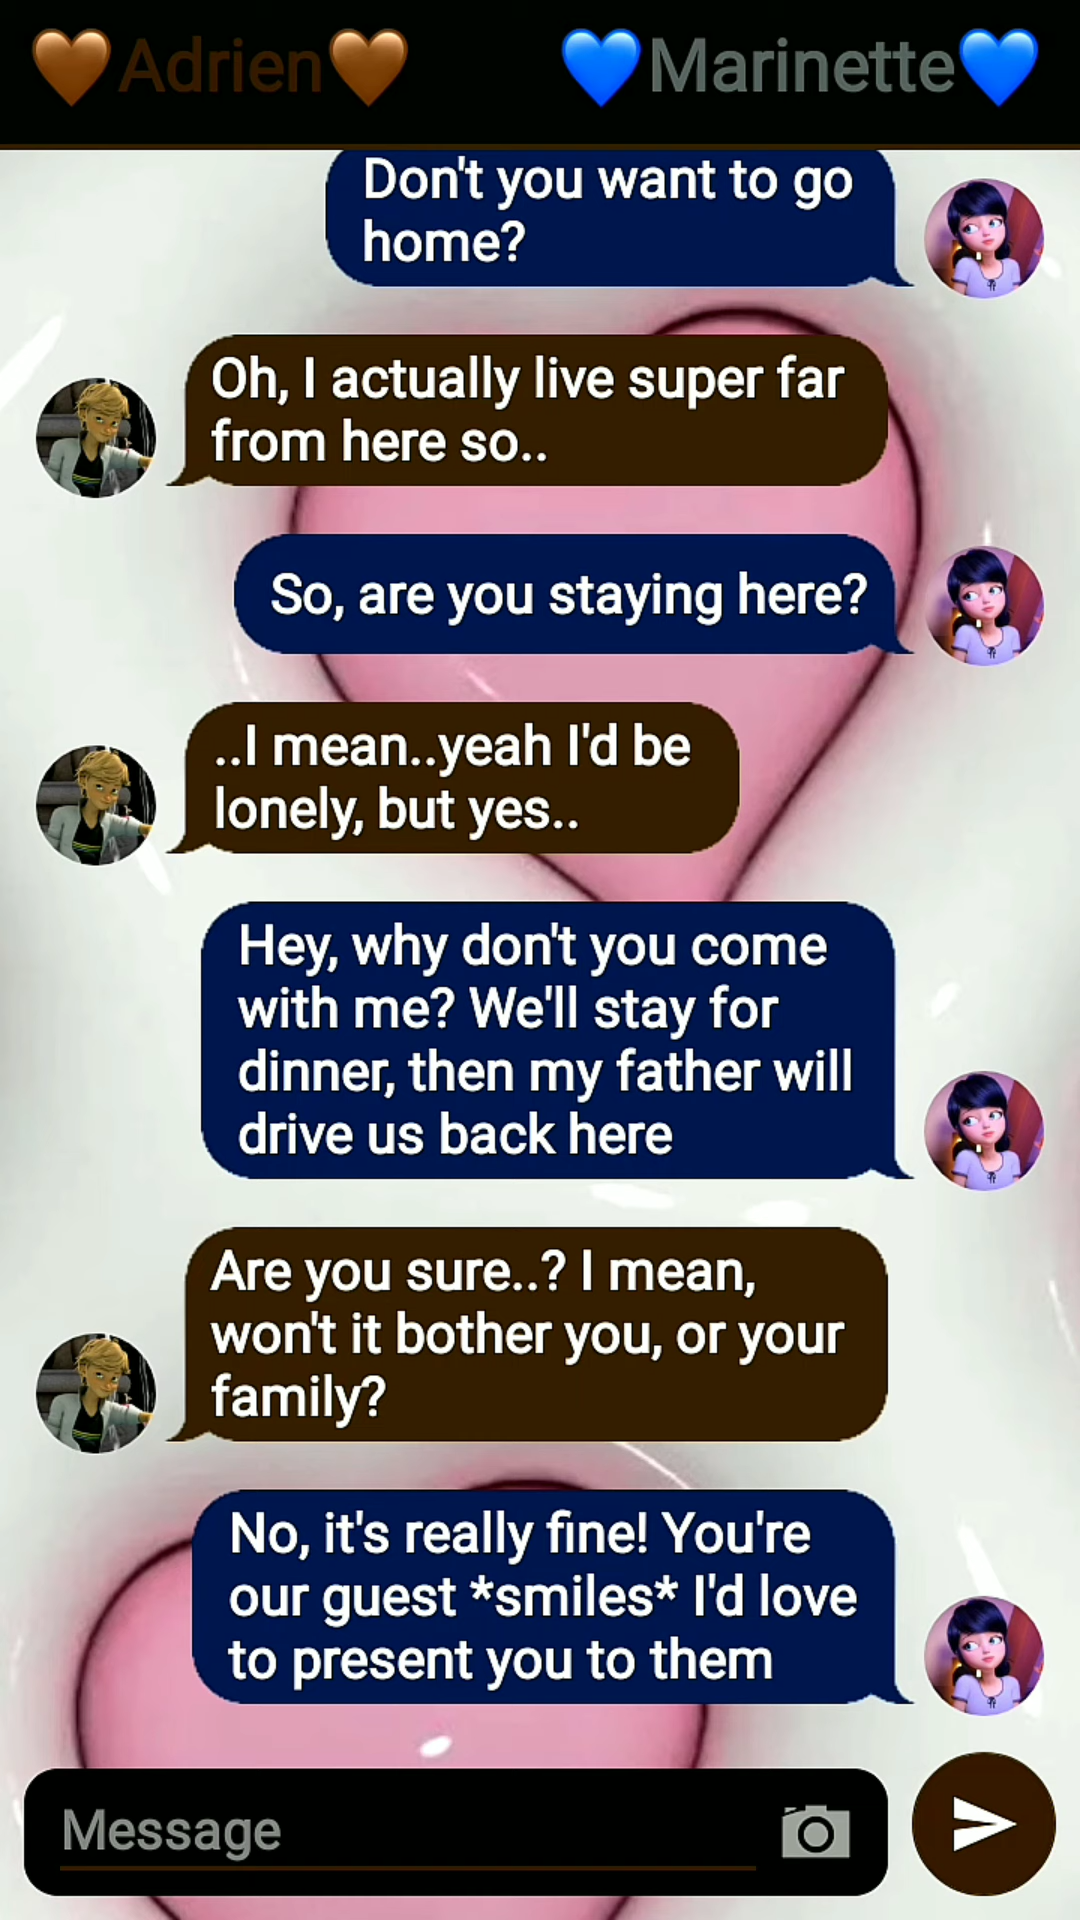 🧡Adrien🧡 💙Marinette💙
Don't you want to go
home?
Oh, I actually live super far
from here so..
So, are you staying here?
..I mean..yeah I'd be
lonely, but yes..
Hey, why don't you come
with me? We'll stay for
dinner, then my father will
drive us back here
Are you sure..? I mean,
won't it bother you, or your
family?
No, it's really fine! You're
our guest *smiles* I'd love
to present you to them
Message